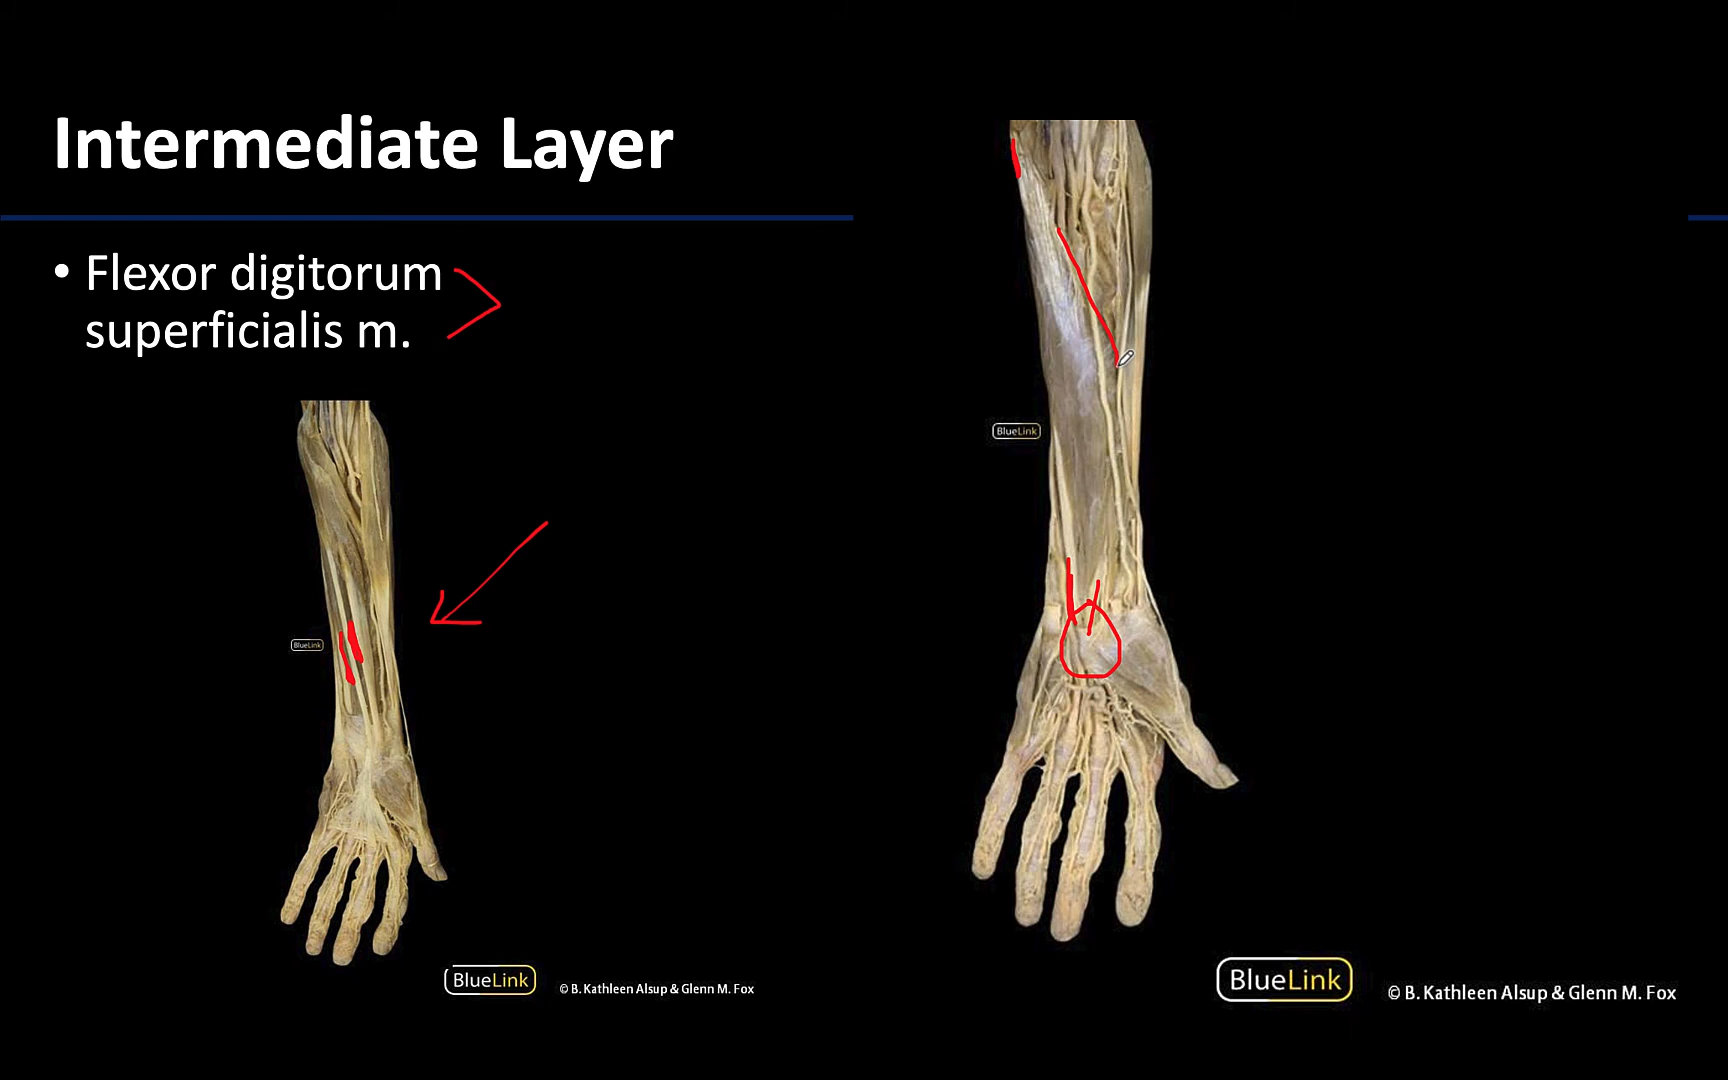 Intermediate Layer
• Flexor digitorum
superficialis m.
BlueLink
BlueLink
BlueLink
© B. Kathleen Alsup & Glenn M. Fox
BlueLink
© B. Kathleen Alsup & Glenn M. Fox